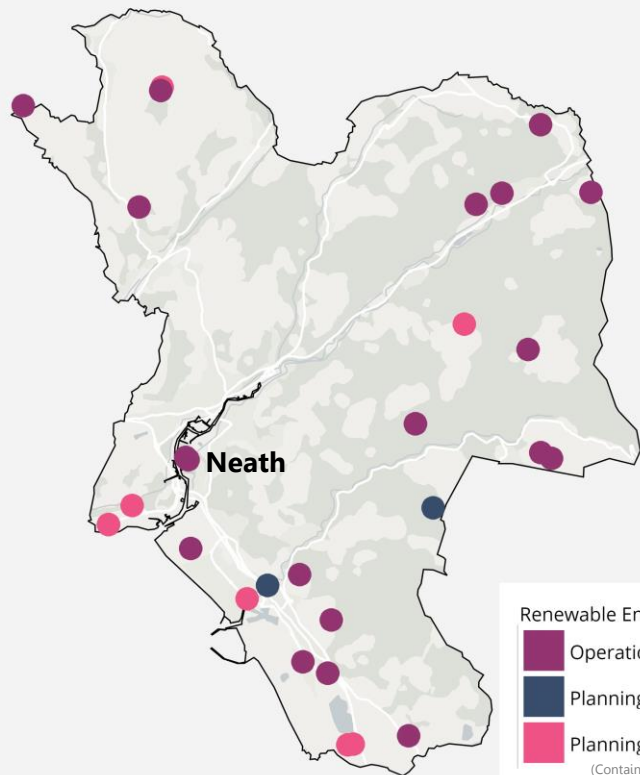 Neath
Renewable En
Operatio
Planning
Planning
(Contain